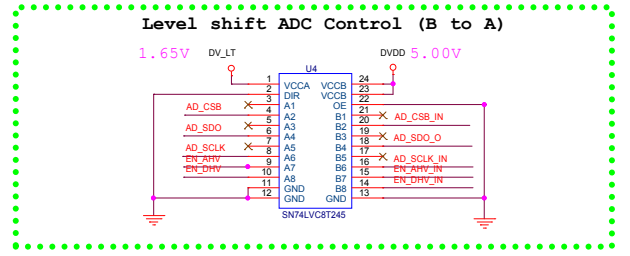 Level shift ADC Control (B to A)
1.65V DV_LT DVDD 5.00V
U4
1 VCCA VCCB 24
2 DIR VCCB 23
3 A1 OE 22
AD_CSB 4 A2 B1 21 AD_CSB_IN
5 A3 B2 20
AD_SDO 6 A4 B3 19 AD_SDO_O
7 A5 B4 18
AD_SCLK 8 A6 B5 17 AD_SCLK_IN
EN_AHV 9 A7 B6 16 EN_AHV_IN
EN_DHV 10 A8 B7 15 EN_DHV_IN
11 GND B8 14
12 GND GND 13
SN74LVC8T245